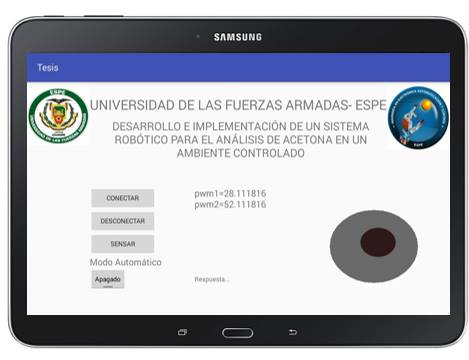 SAMSUNG
Tesis
ESPE
UNIVERSIDAD DE LAS FUERZAS ARMADAS- ESPE
DESARROLLO E IMPLEMENTACIÓN DE UN SISTEMA
ROBÓTICO PARA EL ANÁLISIS DE ACETONA EN UN
AMBIENTE CONTROLADO
CONECTAR
pwm1=28.111816
pwm2=52.111816
DESCONECTAR
SENSAR
Modo Automático
Apagado
Respuesta...